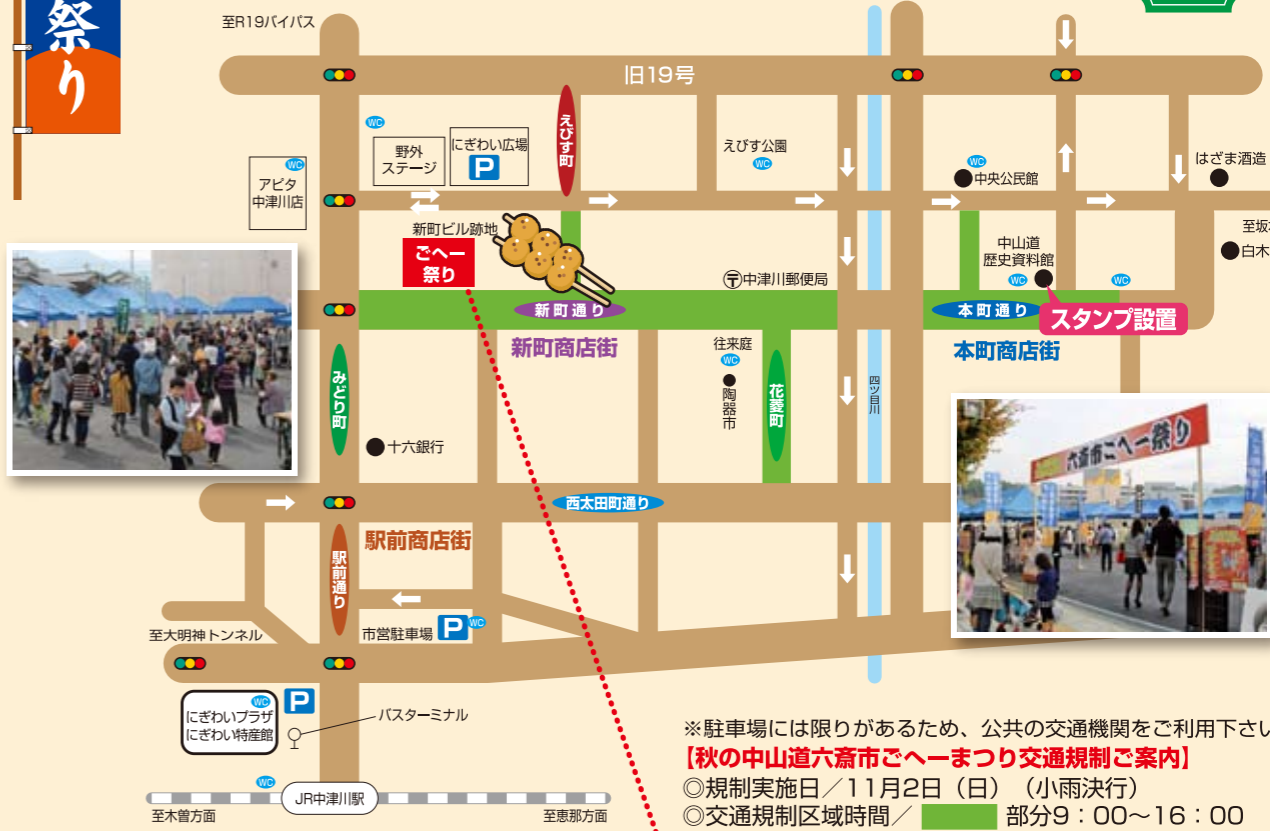 祭り
至R19バイパス
旧19号
えびす町
WC
野外
ステージ
にぎわい広場
P
WC
アピタ
中津川店
えびす公園
WC
WC
中央公民館
はざま酒造
新町ビル跡地
ごへー
祭り
中山道
歴史資料館
WC
WC
白木
〒中津川郵便局
新町通り
本町通り
スタンプ設置
新町商店街
本町商店街
みどり町
往来庭
WC
陶器市
花菱町
四ツ目川
十六銀行
六斎市ごへー祭り
西太田町通り
駅前商店街
駅前通り
至大明神トンネル
市営駐車場
P
WC
WC
P
にぎわいプラザ
にぎわい特産館
バスターミナル
WC
JR中津川駅
至木曽方面
至恵那方面
※駐車場には限りがあるため、公共の交通機関をご利用下さい
【秋の中山道六斎市ごへーまつり交通規制ご案内】
◎規制実施日／11月2日（日）（小雨決行）
◎交通規制区域時間／ 部分9：00～16：00